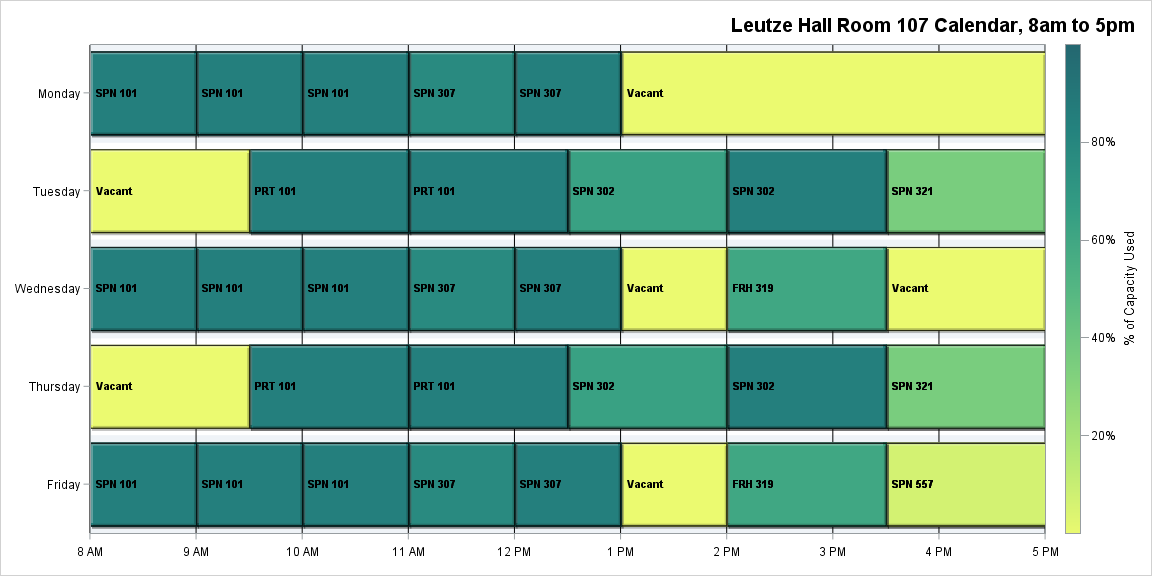 Leutze Hall Room 107 Calendar, 8am to 5pm
Monday
SPN 101 SPN 101 SPN 101 SPN 307 SPN 307 Vacant
Tuesday
Vacant PRT 101 PRT 101 SPN 302 SPN 302 SPN 321
Wednesday
SPN 101 SPN 101 SPN 101 SPN 307 SPN 307 Vacant FRH 319 Vacant
Thursday
Vacant PRT 101 PRT 101 SPN 302 SPN 302 SPN 321
Friday
SPN 101 SPN 101 SPN 101 SPN 307 SPN 307 Vacant FRH 319 SPN 557
8 AM 9 AM 10 AM 11 AM 12 PM 1 PM 2 PM 3 PM 4 PM 5 PM
80%
60%
40%
20%
% of Capacity Used